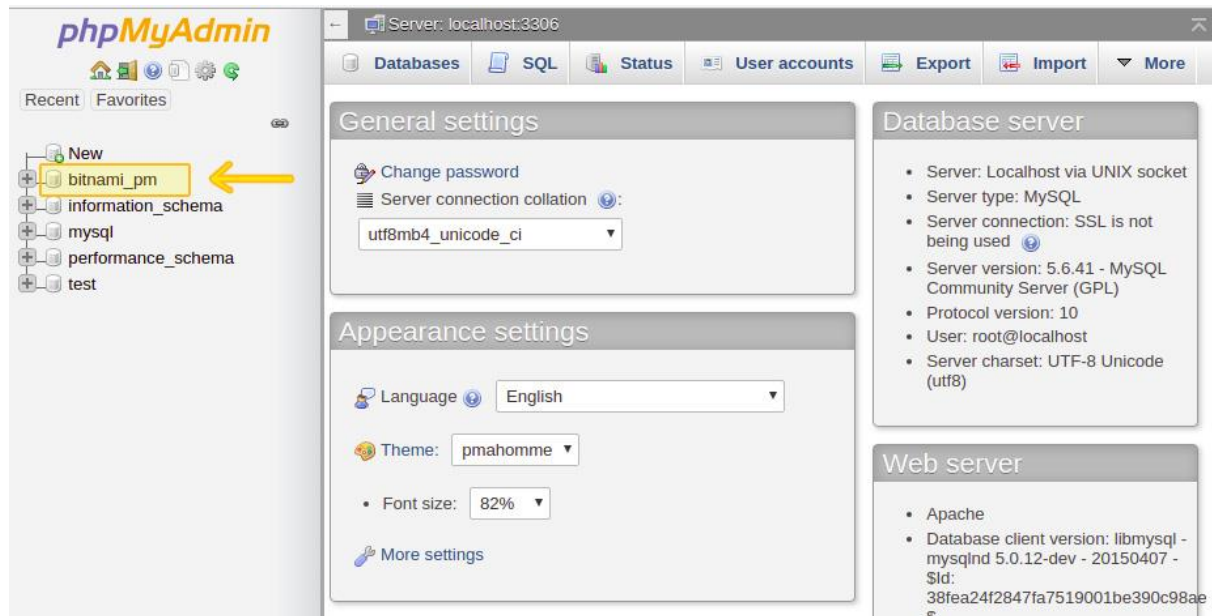 phpMyAdmin
Recent Favorites
New
bitnami_pm
information_schema
mysql
performance_schema
test
Server: localhost:3306
Databases SQL Status User accounts Export Import More
General settings
Change password
Server connection collation :
utf8mb4_unicode_ci
Appearance settings
Language English
Theme: pmahomme
• Font size: 82%
More settings
Database server
• Server: Localhost via UNIX socket
• Server type: MySQL
• Server connection: SSL is not
being used
• Server version: 5.6.41 - MySQL
Community Server (GPL)
• Protocol version: 10
• User: root@localhost
• Server charset: UTF-8 Unicode
(utf8)
Web server
• Apache
• Database client version: libmysql -
mysqlnd 5.0.12-dev - 20150407 -
$Id:
38fea24f2847fa7519001be390c98ae